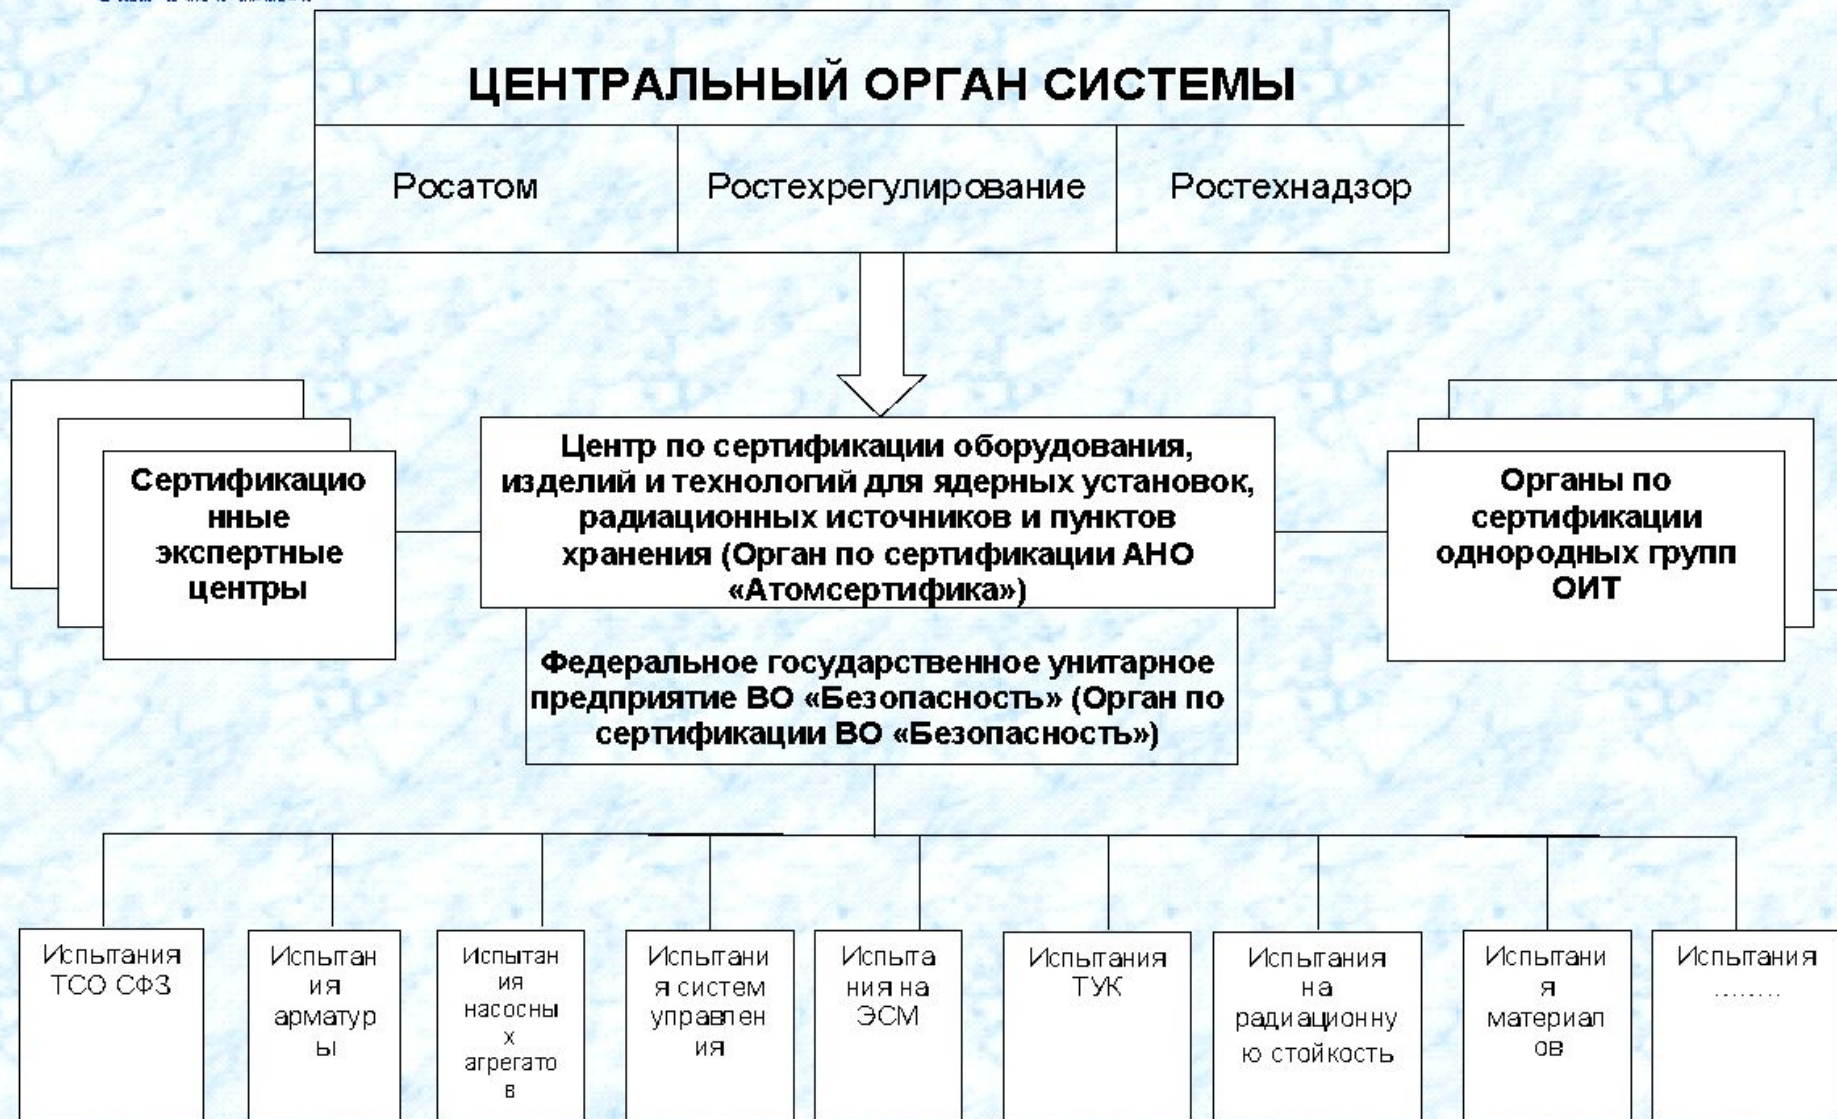 ЦЕНТРАЛЬНЫЙ ОРГАН СИСТЕМЫ
Росатом
Ростехрегулирование
Ростехнадзор
Сертификацио
нные
экспертные
центры
Центр по сертификации оборудования,
изделий и технологий для ядерных установок,
радиационных источников и пунктов
хранения (Орган по сертификации АНО
«Атомсертифика»)
Органы по
сертификации
однородных групп
ОИТ
Федеральное государственное унитарное
предприятие ВО «Безопасность» (Орган по
сертификации ВО «Безопасность»)
Испытания
ТСО СФЗ
Испытан
ия
арматур
ы
Испытан
ия
насосны
х
агрегато
в
Испытани
я систем
управлен
ия
Испыта
ния на
ЭСМ
Испытания
ТУК
Испытания
на
радиационну
ю стойкость
Испытани
я
материал
ов
Испытания
........